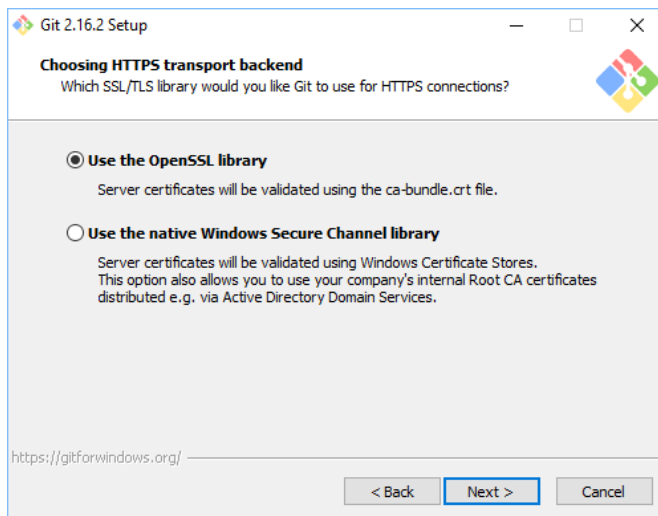 Git 2.16.2 Setup
Choosing HTTPS transport backend
Which SSL/TLS library would you like Git to use for HTTPS connections?
Use the OpenSSL library
Server certificates will be validated using the ca-bundle.crt file.
Use the native Windows Secure Channel library
Server certificates will be validated using Windows Certificate Stores.
This option also allows you to use your company's internal Root CA certificates
distributed e.g. via Active Directory Domain Services.
https://gitforwindows.org/
< Back
Next >
Cancel